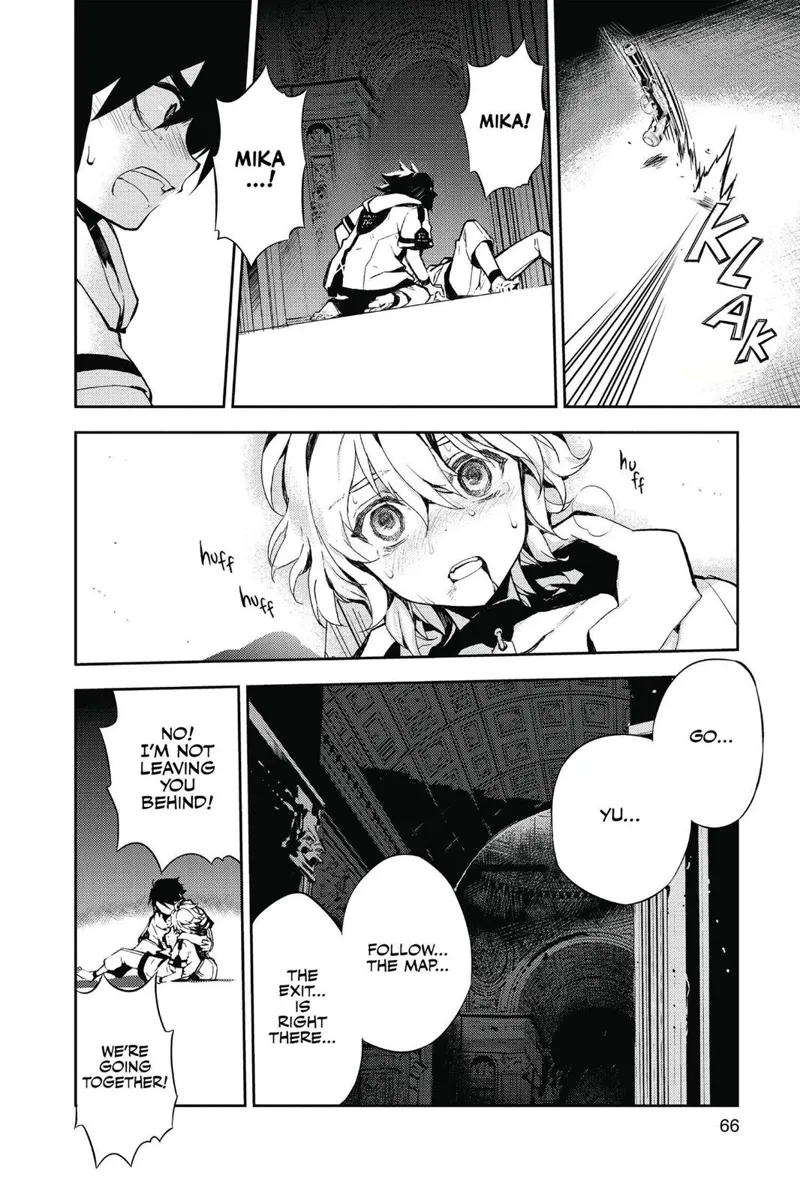 KLAK
MIKA!
MIKA
...!
huff
huff
huff
GO...
YU...
FOLLOW...
THE MAP...
THE
EXIT...
IS
RIGHT
THERE...
NO!
I'M NOT
LEAVING
YOU
BEHIND!
WE'RE
GOING
TOGETHER!
66